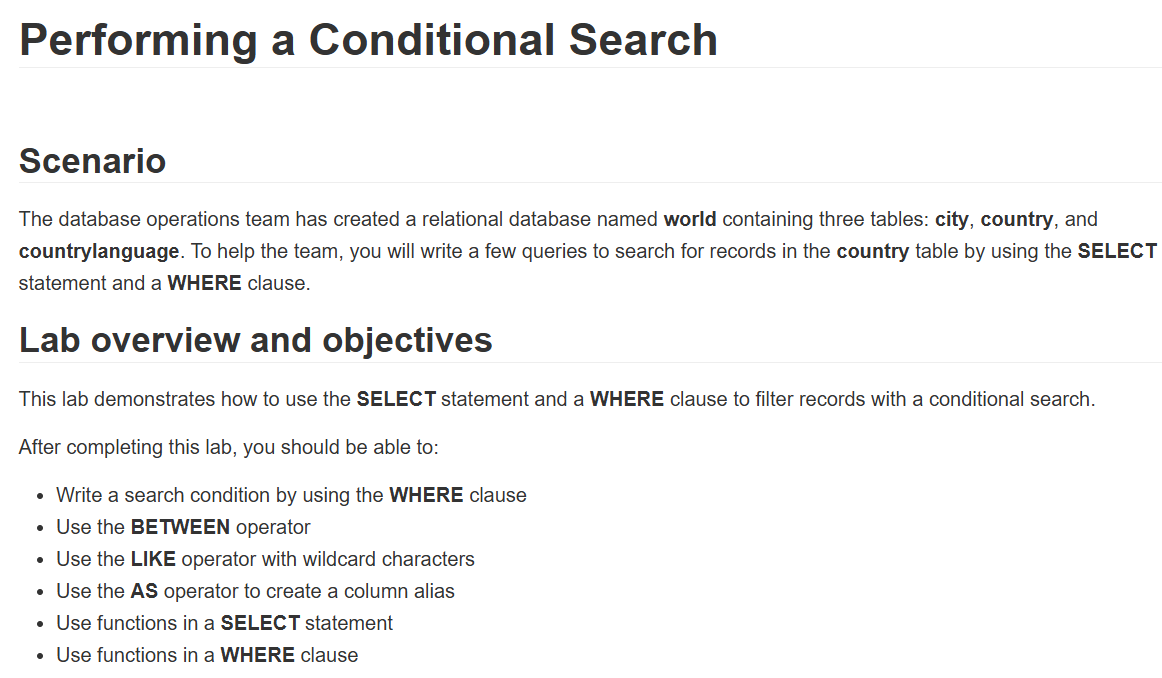 Performing a Conditional Search
Scenario
The database operations team has created a relational database named world containing three tables: city, country, and
countrylanguage. To help the team, you will write a few queries to search for records in the country table by using the SELECT
statement and a WHERE clause.
Lab overview and objectives
This lab demonstrates how to use the SELECT statement and a WHERE clause to filter records with a conditional search.
After completing this lab, you should be able to:
• Write a search condition by using the WHERE clause
• Use the BETWEEN operator
• Use the LIKE operator with wildcard characters
• Use the AS operator to create a column alias
• Use functions in a SELECT statement
• Use functions in a WHERE clause